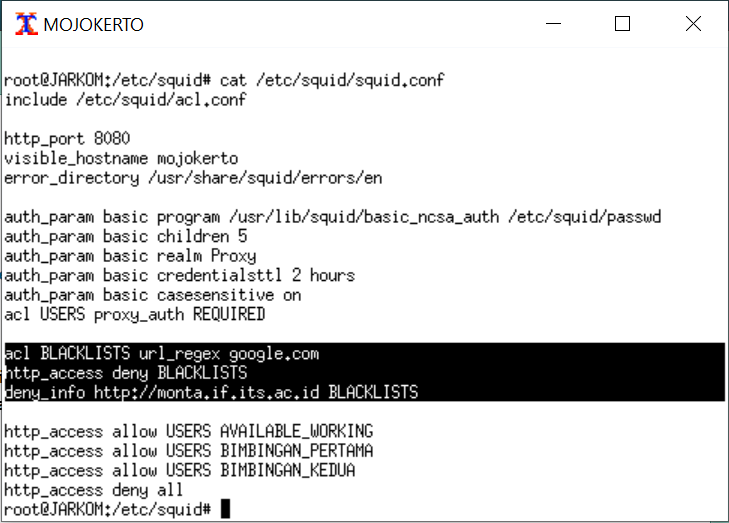 MOJOKERTO
root@JARKOM:/etc/squid# cat /etc/squid/squid.conf
include /etc/squid/acl.conf
http_port 8080
visible_hostname mojokerto
error_directory /usr/share/squid/errors/en
auth_param basic program /usr/lib/squid/basic_ncsa_auth /etc/squid/passwd
auth_param basic children 5
auth_param basic realm Proxy
auth_param basic credentialsttl 2 hours
auth_param basic casesensitive on
acl USERS proxy_auth REQUIRED
acl BLACKLISTS url_regex google.com
http_access deny BLACKLISTS
deny_info http://monta.if.its.ac.id BLACKLISTS
http_access allow USERS AVAILABLE_WORKING
http_access allow USERS BIMBINGAN_PERTAMA
http_access allow USERS BIMBINGAN_KEDUA
http_access deny all
root@JARKOM:/etc/squid#